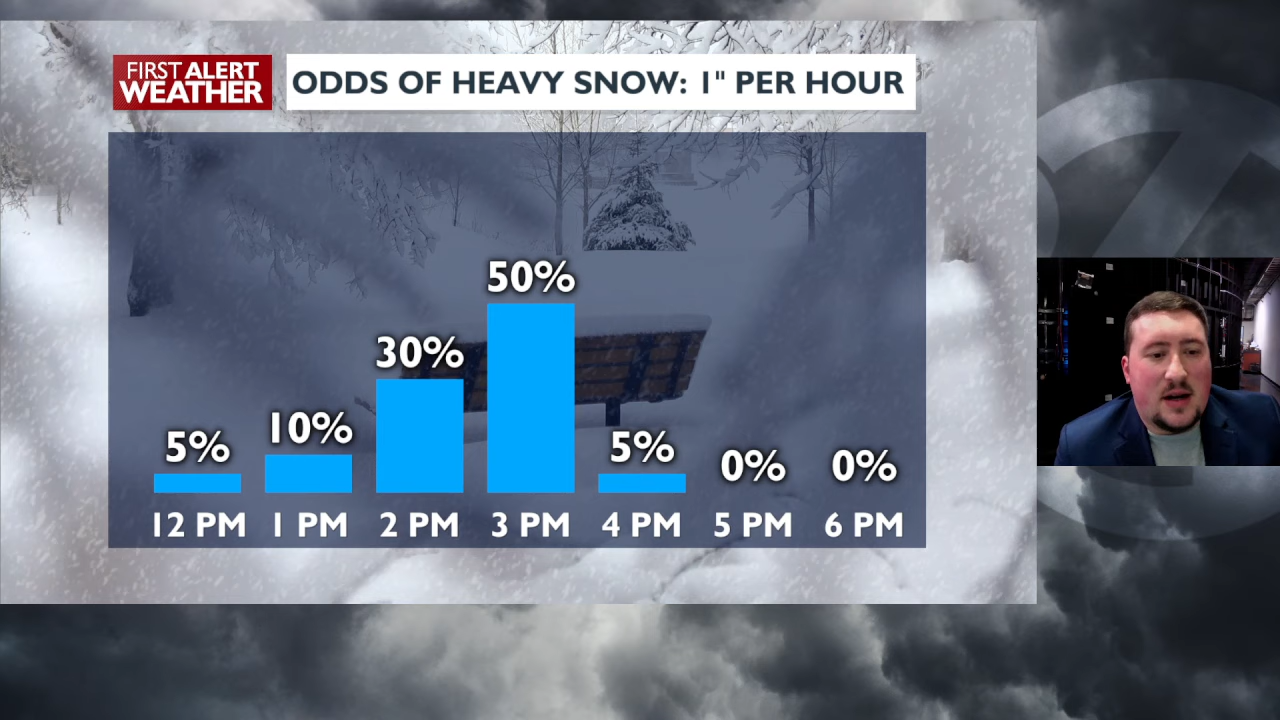 FIRST ALERT
WEATHER
ODDS OF HEAVY SNOW: 1" PER HOUR
5% 10% 30% 50% 5% 0% 0%
12 PM 1 PM 2 PM 3 PM 4 PM 5 PM 6 PM